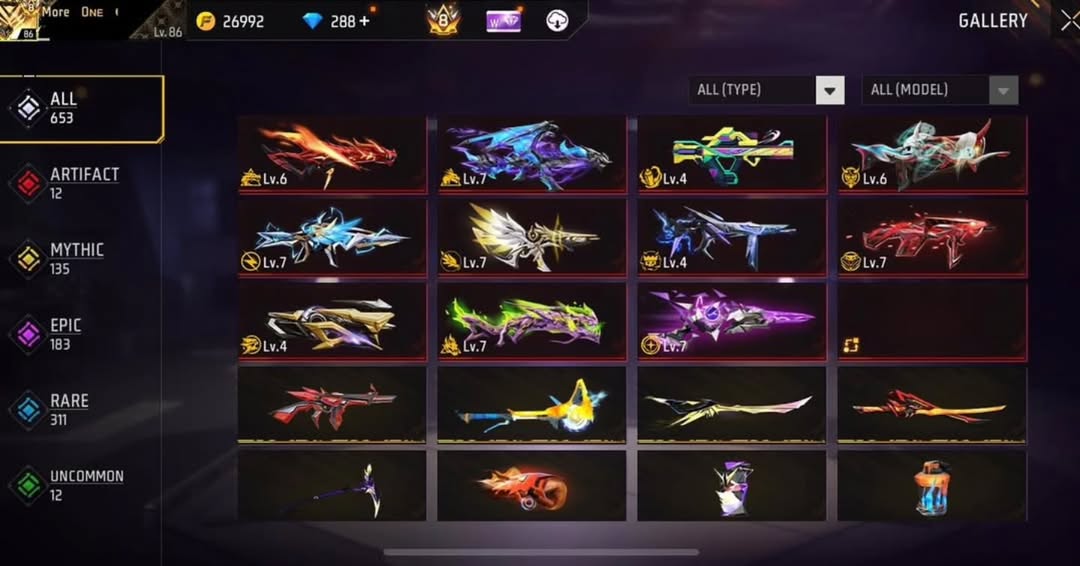 More One
86
Lv.86
26992
288+
8
W
GALLERY
ALL (TYPE)
ALL (MODEL)
ALL
653
ARTIFACT
12
MYTHIC
135
EPIC
183
RARE
311
UNCOMMON
12
Lv.6
Lv.7
Lv.4
Lv.6
Lv.7
Lv.7
Lv.4
Lv.7
Lv.4
Lv.7
Lv.7